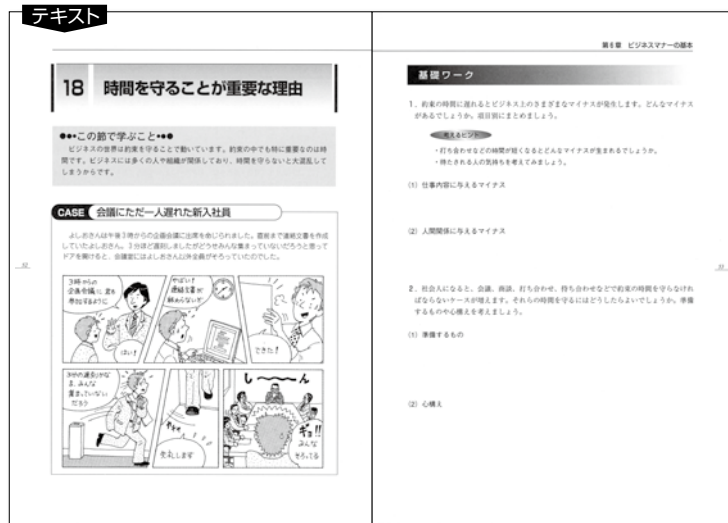 テキスト
第6章 ビジネスマナーの基本
18 時間を守ることが重要な理由
●●•この節で学ぶこと•●●
ビジネスの世界は約束を守ることで動いています。約束の中でも特に重要なのは時
間です。ビジネスには多くの人や組織が関係しており、時間を守らないと大混乱して
しまうからです。
CASE 会議にただ一人遅れた新入社員
よしおさんは午後3時からの企画会議に出席を命じられました。直前まで連絡文書を作成
していたよしおさん。3分ほど遅刻しましたがどうせみんな集まっていないだろうと思って
ドアを開けると、会議室にはよしおさん以外全員がそろっていたのでした。
3時からの
企画会議に君も
参加するように
はい!
やばい!
連絡文書が
終わらないぞ
できた!
3分の遅刻かな
ま、みんな
集まっていない
だろう
失礼します
し〜〜ん
ギョ!!
みんな
そろってる
52
基礎ワーク
1. 約束の時間に遅れるとビジネス上のさまざまなマイナスが発生します。どんなマイナス
があるでしょうか。項目別にまとめましょう。
考えるヒント
・打ち合わせなどの時間が短くなるとどんなマイナスが生まれるでしょうか。
・待たされる人の気持ちを考えてみましょう。
(1) 仕事内容に与えるマイナス
(2) 人間関係に与えるマイナス
2. 社会人になると、会議、商談、打ち合わせ、待ち合わせなどで約束の時間を守らなけれ
ばならないケースが増えます。それらの時間を守るにはどうしたらよいでしょうか。準備
するものや心構えを考えましょう。
(1) 準備するもの
(2) 心構え
53